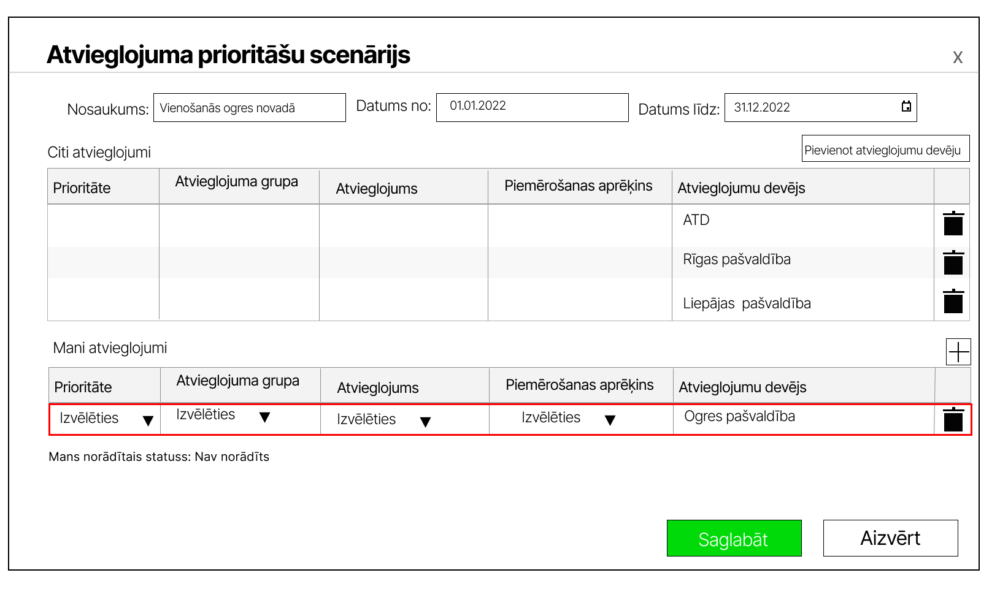 Atvieglojuma prioritāšu scenārijs
x
Nosaukums: Vienošanās ogres novadā Datums no: 01.01.2022 Datums līdz: 31.12.2022
Citi atvieglojumi
Pievienot atvieglojumu devēju
Prioritāte Atvieglojuma grupa Atvieglojums Piemērošanas aprēķins Atvieglojumu devējs
ATD
Rīgas pašvaldība
Liepājas pašvaldība
Mani atvieglojumi
Prioritāte Atvieglojuma grupa Atvieglojums Piemērošanas aprēķins Atvieglojumu devējs
Izvēlēties Izvēlēties Izvēlēties Izvēlēties Ogres pašvaldība
Mans norādītais statuss: Nav norādīts
Saglabāt Aizvērt